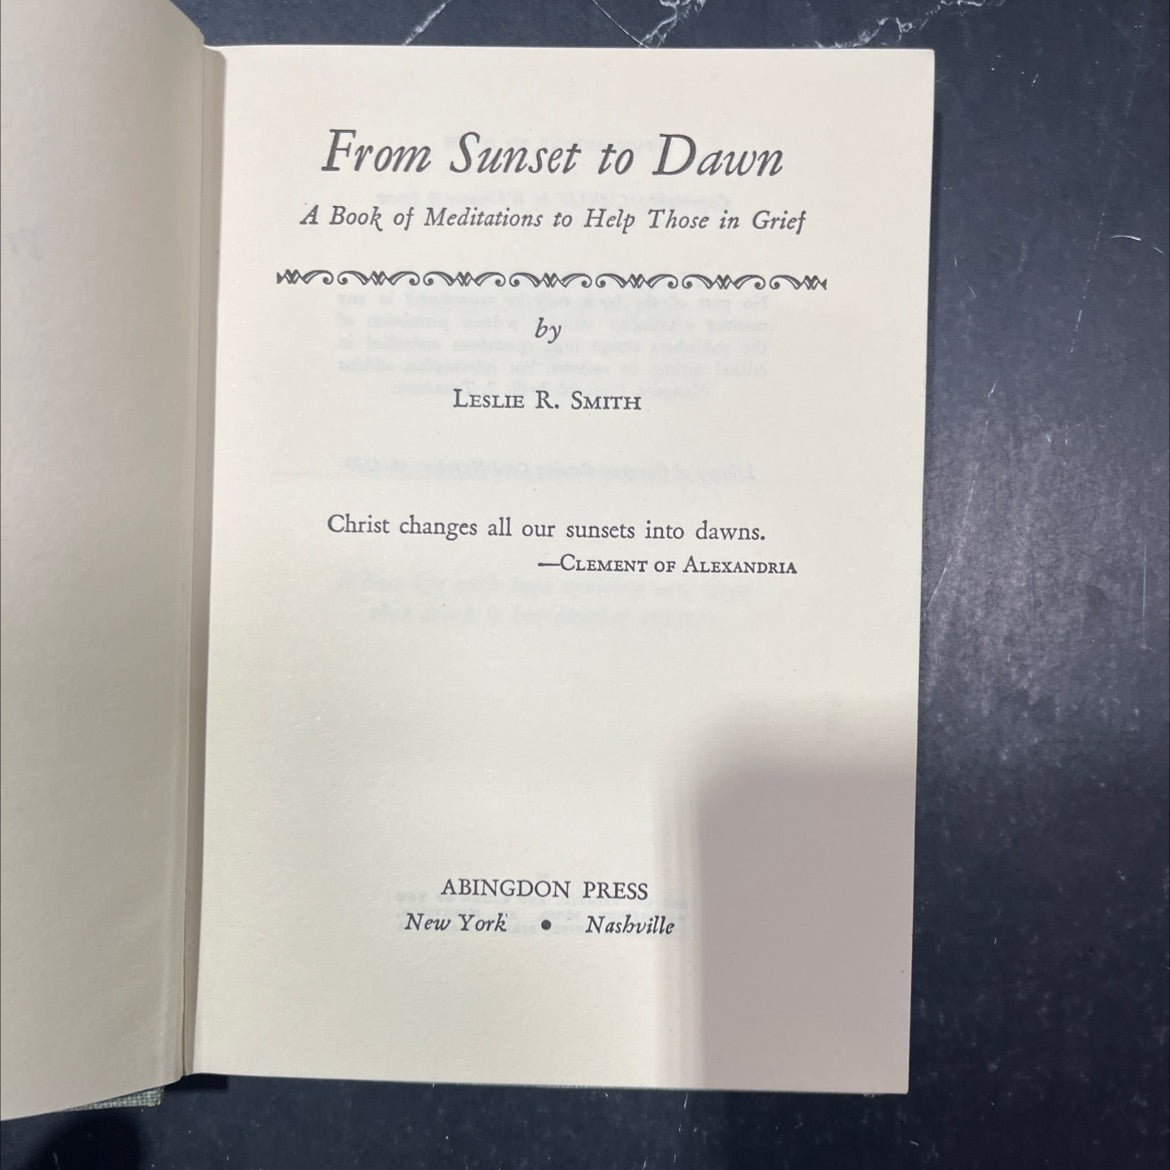 From Sunset to Dawn
A Book of Meditations to Help Those in Grief
by
LESLIE R. SMITH
Christ changes all our sunsets into dawns.
—CLEMENT OF ALEXANDRIA
ABINGDON PRESS
New York • Nashville